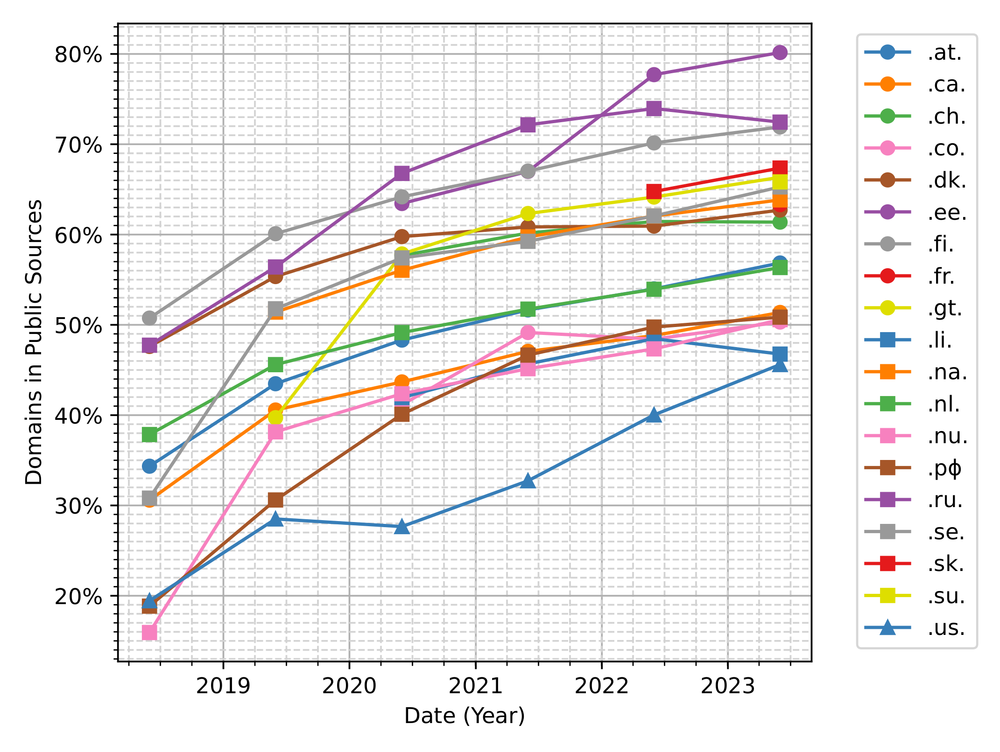 80%
70%
60%
50%
40%
30%
20%
Domains in Public Sources
2019
2020
2021
2022
2023
Date (Year)
.at.
.ca.
.ch.
.co.
.dk.
.ee.
.fi.
.fr.
.gt.
.li.
.na.
.nl.
.nu.
.рф
.ru.
.se.
.sk.
.su.
.us.